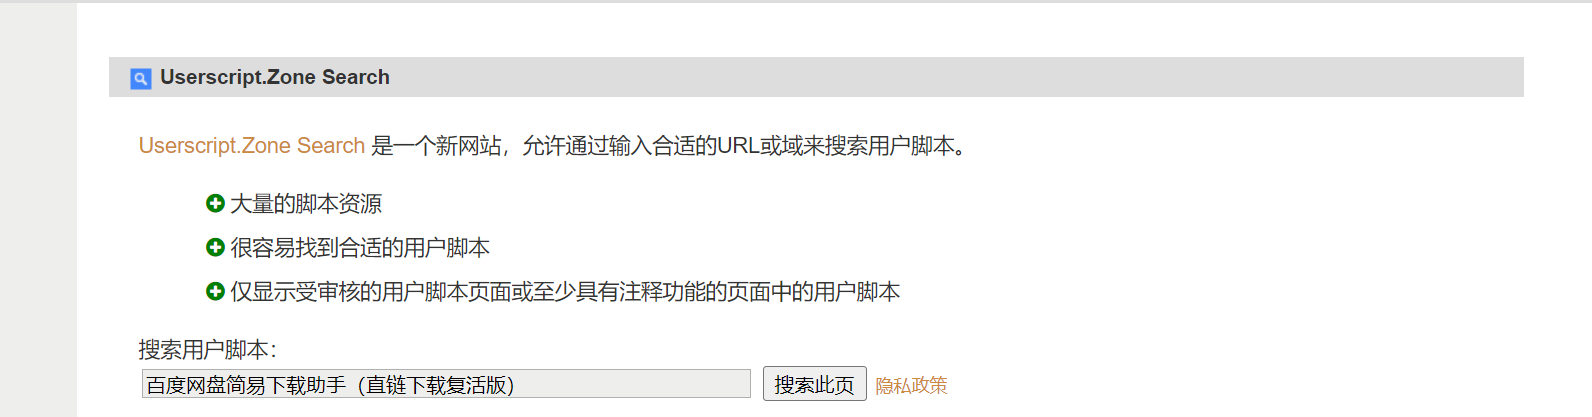 Userscript.Zone Search
Userscript.Zone Search 是一个新网站，允许通过输入合适的URL或域来搜索用户脚本。
大量的脚本资源
很容易找到合适的用户脚本
仅显示受审核的用户脚本页面或至少具有注释功能的页面中的用户脚本
搜索用户脚本：
百度网盘简易下载助手（直链下载复活版） 搜索此页 隐私政策